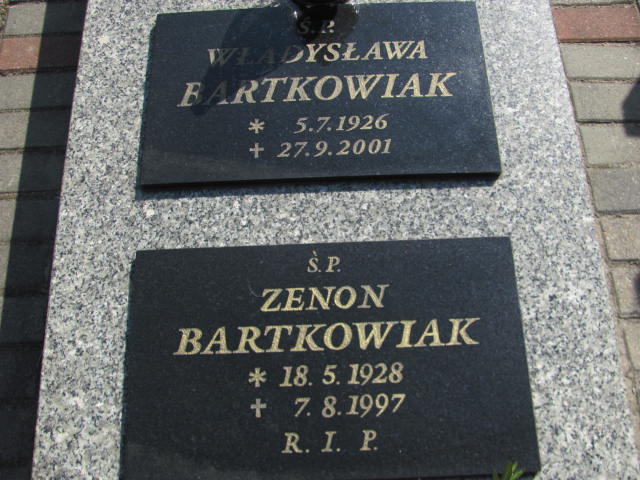 Ś.P.
WŁADYSŁAWA
BARTKOWIAK
* 5.7.1926
+ 27.9.2001
Ś.P.
ZENON
BARTKOWIAK
* 18.5.1928
+ 7.8.1997
R. I. P.